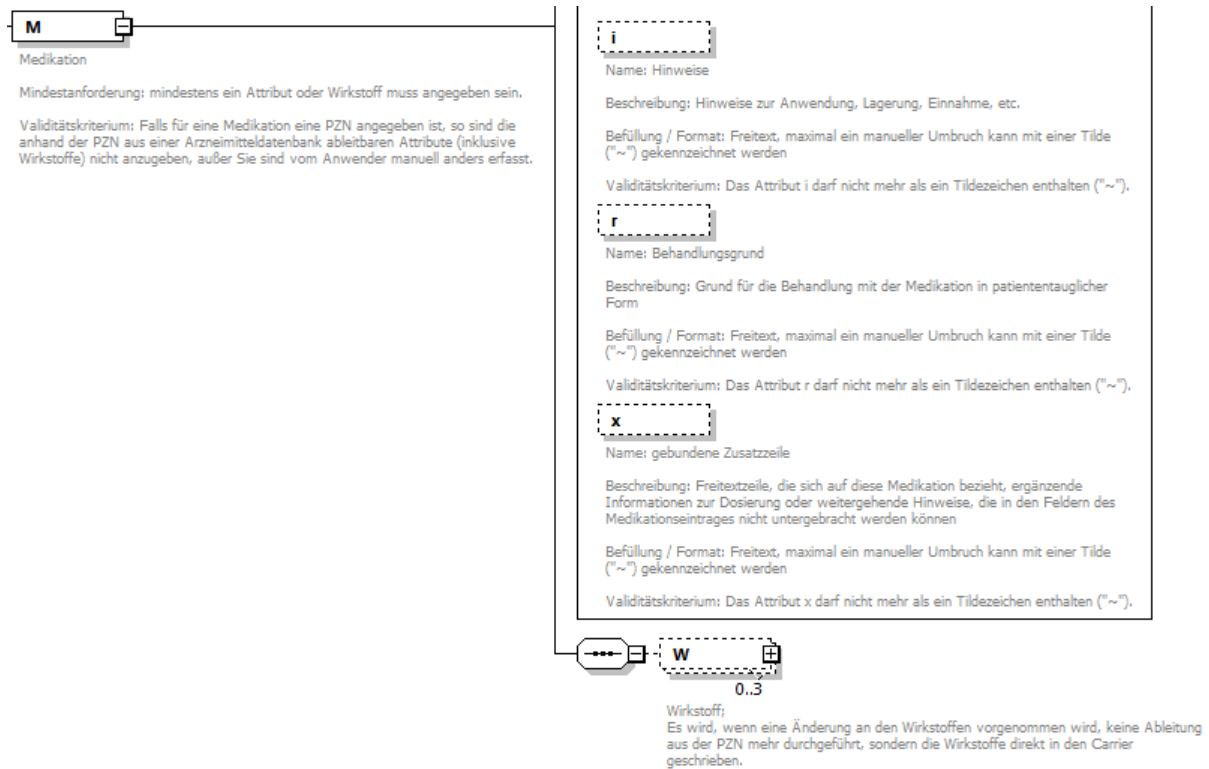 M
Medikation
Mindestanforderung: mindestens ein Attribut oder Wirkstoff muss angegeben sein.
Validitätskriterium: Falls für eine Medikation eine PZN angegeben ist, so sind die
anhand der PZN aus einer Arzneimitteldatenbank ableitbaren Attribute (inklusive
Wirkstoffe) nicht anzugeben, außer Sie sind vom Anwender manuell anders erfasst.
i
Name: Hinweise
Beschreibung: Hinweise zur Anwendung, Lagerung, Einnahme, etc.
Befüllung / Format: Freitext, maximal ein manueller Umbruch kann mit einer Tilde
("~") gekennzeichnet werden
Validitätskriterium: Das Attribut i darf nicht mehr als ein Tildezeichen enthalten ("~").
r
Name: Behandlungsgrund
Beschreibung: Grund für die Behandlung mit der Medikation in patiententauglicher
Form
Befüllung / Format: Freitext, maximal ein manueller Umbruch kann mit einer Tilde
("~") gekennzeichnet werden
Validitätskriterium: Das Attribut r darf nicht mehr als ein Tildezeichen enthalten ("~").
x
Name: gebundene Zusatzzeile
Beschreibung: Freitextzeile, die sich auf diese Medikation bezieht, ergänzende
Informationen zur Dosierung oder weitergehende Hinweise, die in den Feldern des
Medikationseintrages nicht untergebracht werden können
Befüllung / Format: Freitext, maximal ein manueller Umbruch kann mit einer Tilde
("~") gekennzeichnet werden
Validitätskriterium: Das Attribut x darf nicht mehr als ein Tildezeichen enthalten ("~").
W
0..3
Wirkstoff;
Es wird, wenn eine Änderung an den Wirkstoffen vorgenommen wird, keine Ableitung
aus der PZN mehr durchgeführt, sondern die Wirkstoffe direkt in den Carrier
geschrieben.